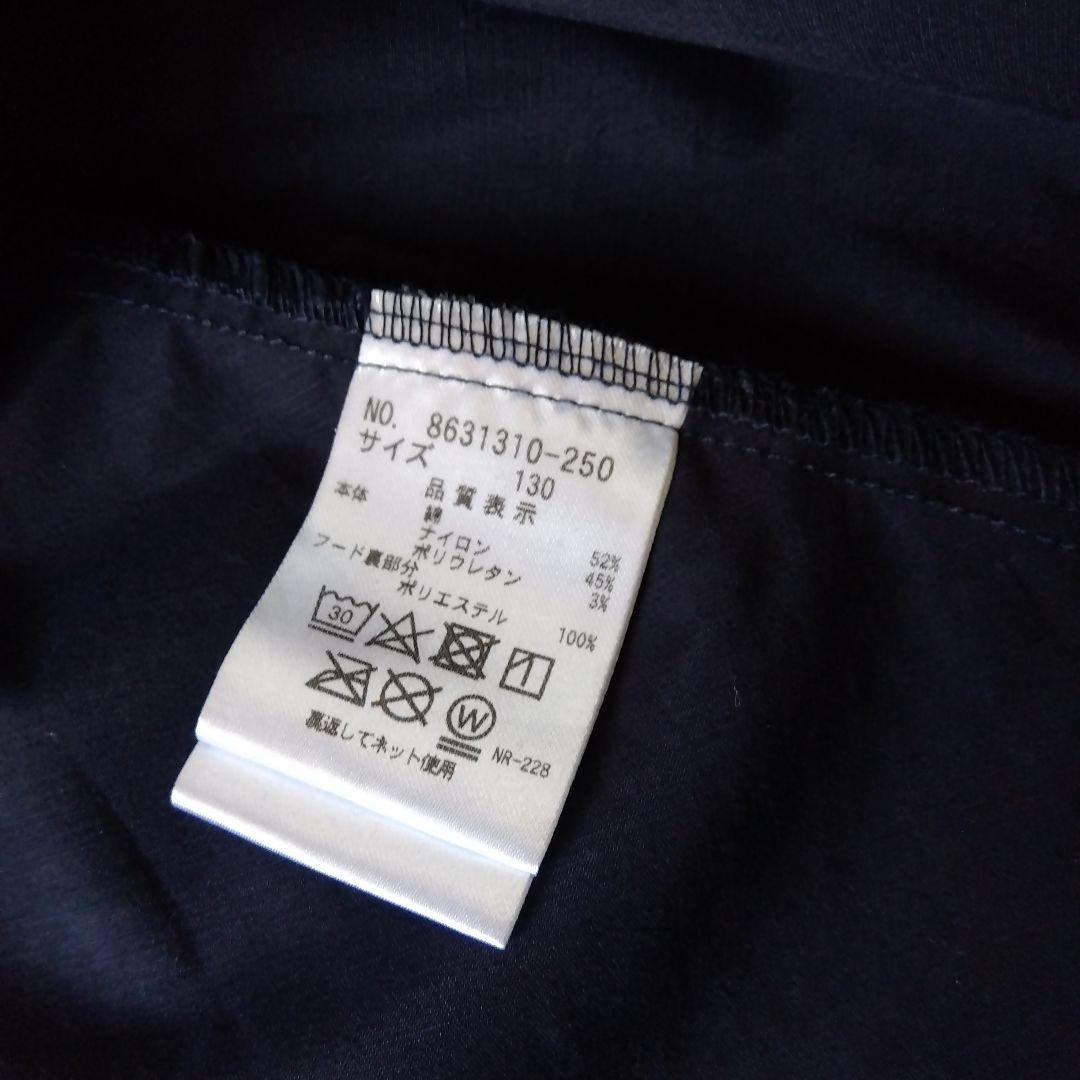 NO. 8631310-250
サイズ 130
品質表示
本体 綿 52%
ナイロン 45%
ポリウレタン 3%
フード裏部分
ポリエステル 100%
30
W
裏返してネット使用 NR-228